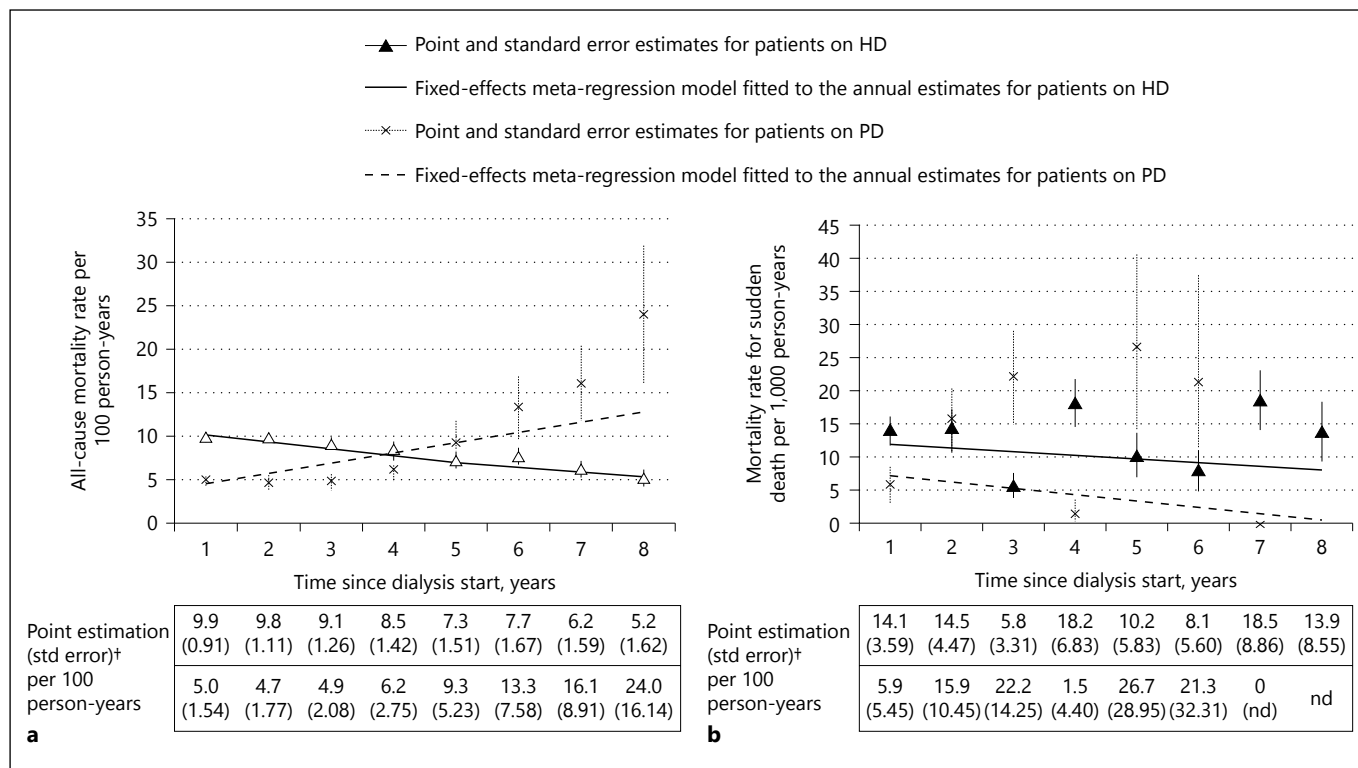 Point and standard error estimates for patients on HD
Fixed-effects meta-regression model fitted to the annual estimates for patients on HD
Point and standard error estimates for patients on PD
Fixed-effects meta-regression model fitted to the annual estimates for patients on PD
All-cause mortality rate per
100 person-years
35
30
25
20
15
10
5
0
1 2 3 4 5 6 7 8
Time since dialysis start, years
Point estimation
(std error)†
per 100
person-years
9.9 9.8 9.1 8.5 7.3 7.7 6.2 5.2
(0.91) (1.11) (1.26) (1.42) (1.51) (1.67) (1.59) (1.62)
5.0 4.7 4.9 6.2 9.3 13.3 16.1 24.0
(1.54) (1.77) (2.08) (2.75) (5.23) (7.58) (8.91) (16.14)
a
Mortality rate for sudden
death per 1,000 person-years
45
40
35
30
25
20
15
10
5
0
1 2 3 4 5 6 7 8
Time since dialysis start, years
Point estimation
(std error)†
per 100
person-years
14.1 14.5 5.8 18.2 10.2 8.1 18.5 13.9
(3.59) (4.47) (3.31) (6.83) (5.83) (5.60) (8.86) (8.55)
5.9 15.9 22.2 1.5 26.7 21.3 0 nd
(5.45) (10.45) (14.25) (4.40) (28.95) (32.31) (nd)
b